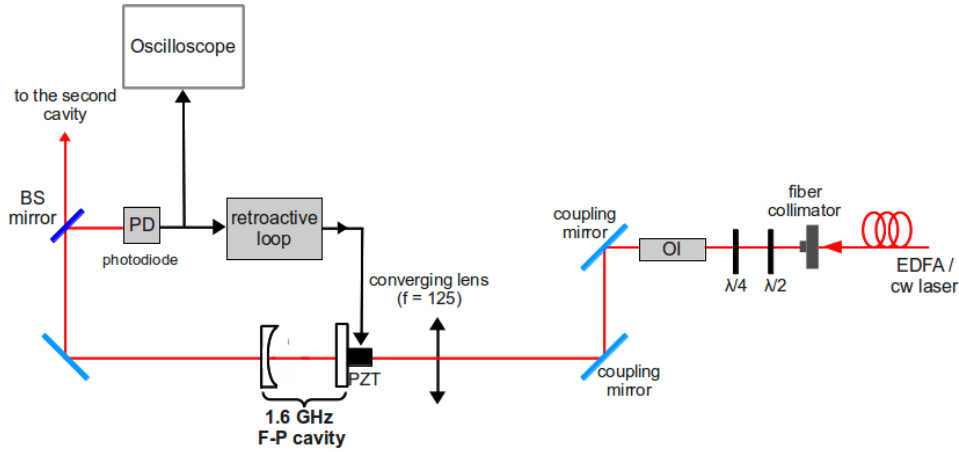 Oscilloscope
to the second
cavity
BS
mirror
PD
photodiode
retroactive
loop
converging lens
(f = 125)
PZT
1.6 GHz
F-P cavity
coupling
mirror
OI
λ/4
λ/2
fiber
collimator
EDFA /
cw laser
coupling
mirror